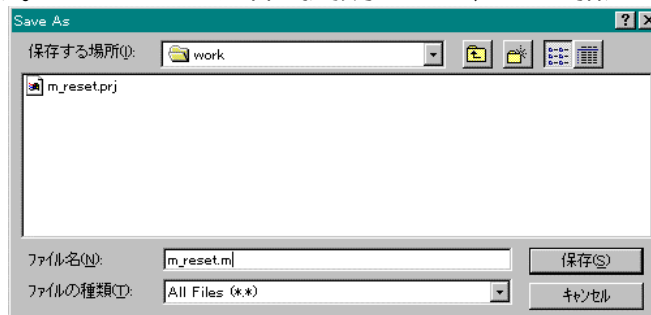 Save As
保存する場所(I):
work
m_reset.prj
ファイル名(N):
m_reset.m
保存(S)
ファイルの種類(T):
All Files (*.*)
キャンセル